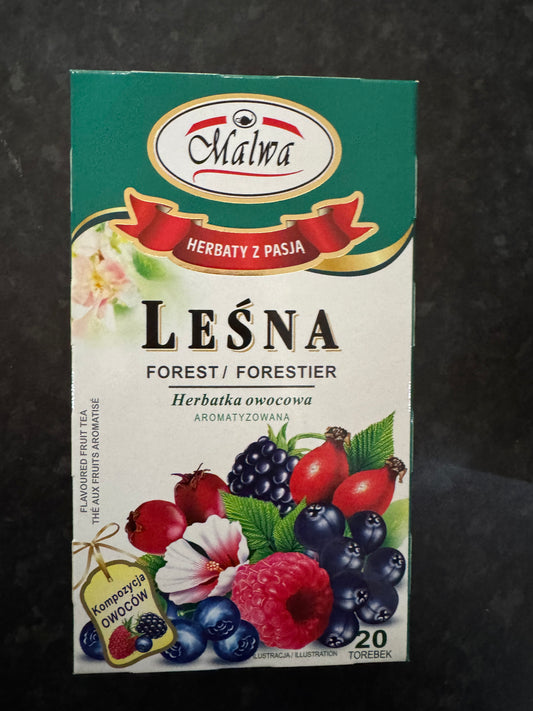 Malwa
HERBATY Z PASJĄ
LEŚNA
FOREST/ FORESTIER
Herbatka owocowa
AROMATYZOWANA
FLAVOURED FRUIT TEA
THÉ AUX FRUITS AROMATISÉ
Kompozycja
OWOCÓW
ILUSTRACJA / ILLUSTRATION
20
TOREBEK